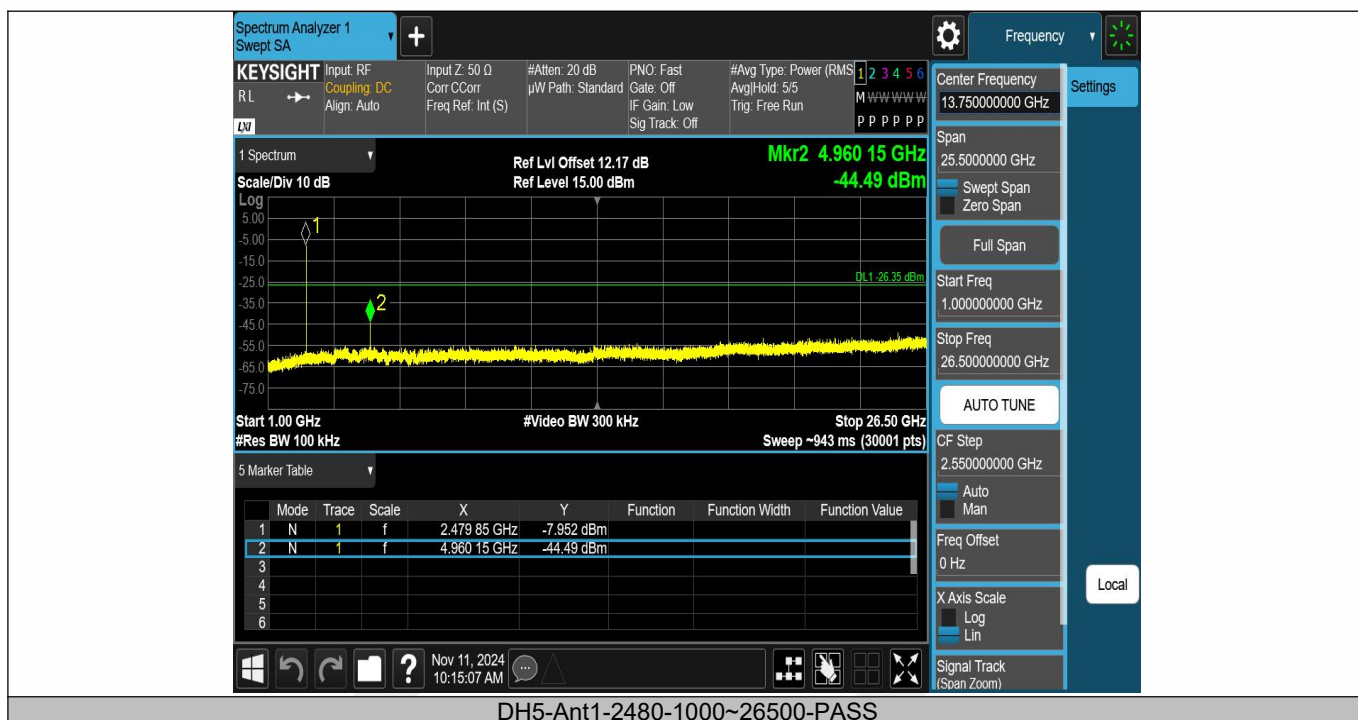 Spectrum Analyzer 1
Swept SA
+
Frequency
KEYSIGHT
RL
LXI
Input: RF
Coupling: DC
Align: Auto
Input Z: 50 Ω
Corr CCorr
Freq Ref: Int (S)
#Atten: 20 dB
µW Path: Standard
PNO: Fast
Gate: Off
IF Gain: Low
Sig Track: Off
#Avg Type: Power (RMS
Avg|Hold: 5/5
Trig: Free Run
1 2 3 4 5 6
M W W W W W
P P P P P P
1 Spectrum
Scale/Div 10 dB
Ref Lvl Offset 12.17 dB
Ref Level 15.00 dBm
Mkr2 4.960 15 GHz
-44.49 dBm
Log
5.00
-5.00
-15.0
-25.0
-35.0
-45.0
-55.0
-65.0
-75.0
1
2
DL1 -26.35 dBm
Start 1.00 GHz
#Res BW 100 kHz
#Video BW 300 kHz
Stop 26.50 GHz
Sweep ~943 ms (30001 pts)
5 Marker Table
Mode Trace Scale X Y Function Function Width Function Value
1 N 1 f 2.479 85 GHz -7.952 dBm
2 N 1 f 4.960 15 GHz -44.49 dBm
3
4
5
6
?
Nov 11, 2024
10:15:07 AM
Center Frequency
13.750000000 GHz
Settings
Span
25.5000000 GHz
Swept Span
Zero Span
Full Span
Start Freq
1.000000000 GHz
Stop Freq
26.500000000 GHz
AUTO TUNE
CF Step
2.550000000 GHz
Auto
Man
Freq Offset
0 Hz
X Axis Scale
Log
Lin
Local
Signal Track
(Span Zoom)
DH5-Ant1-2480-1000~26500-PASS